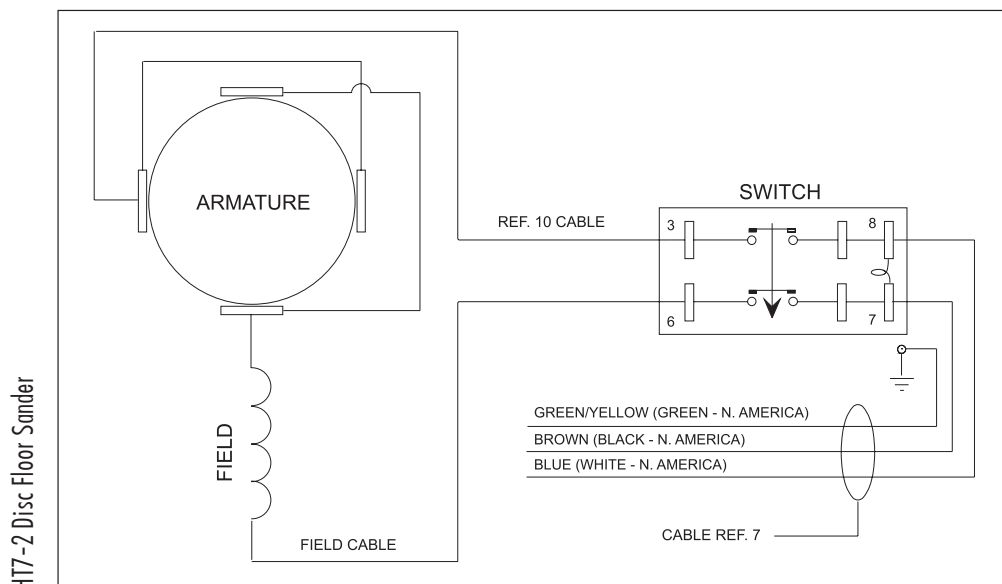 HT7-2 Disc Floor Sander
ARMATURE
SWITCH
REF. 10 CABLE
3
8
6
7
GREEN/YELLOW (GREEN - N. AMERICA)
BROWN (BLACK - N. AMERICA)
BLUE (WHITE - N. AMERICA)
FIELD
FIELD CABLE
CABLE REF. 7